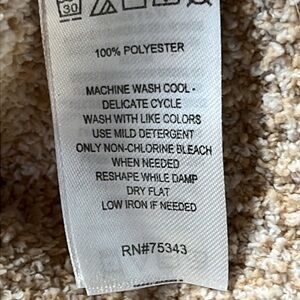 30
100% POLYESTER
MACHINE WASH COOL -
DELICATE CYCLE
WASH WITH LIKE COLORS
USE MILD DETERGENT
ONLY NON-CHLORINE BLEACH
WHEN NEEDED
RESHAPE WHILE DAMP
DRY FLAT
LOW IRON IF NEEDED
RN#75343